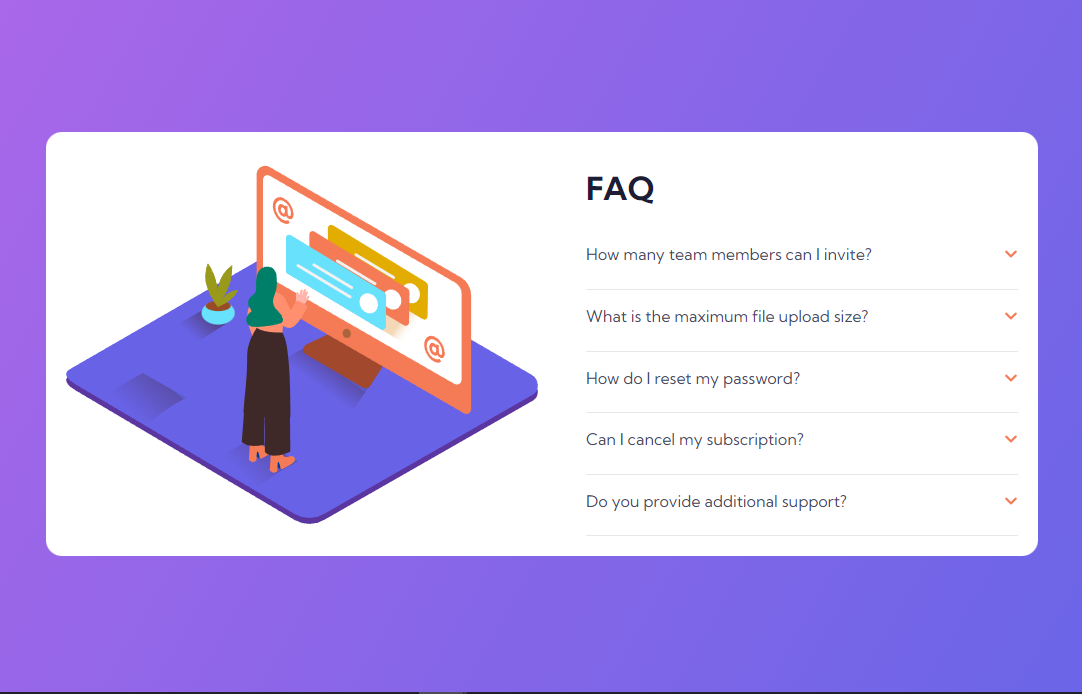 @
@
FAQ
How many team members can I invite?
What is the maximum file upload size?
How do I reset my password?
Can I cancel my subscription?
Do you provide additional support?